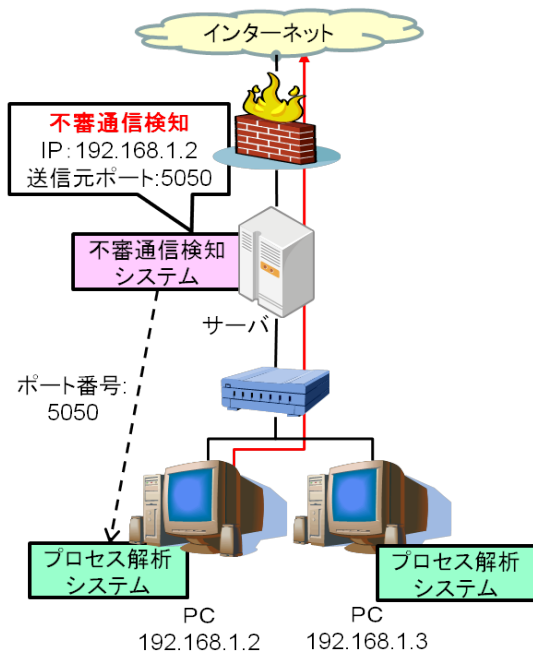 インターネット
不審通信検知
IP:192.168.1.2
送信元ポート:5050
不審通信検知
システム
サーバ
ポート番号:
5050
プロセス解析
システム
プロセス解析
システム
PC
192.168.1.2
PC
192.168.1.3